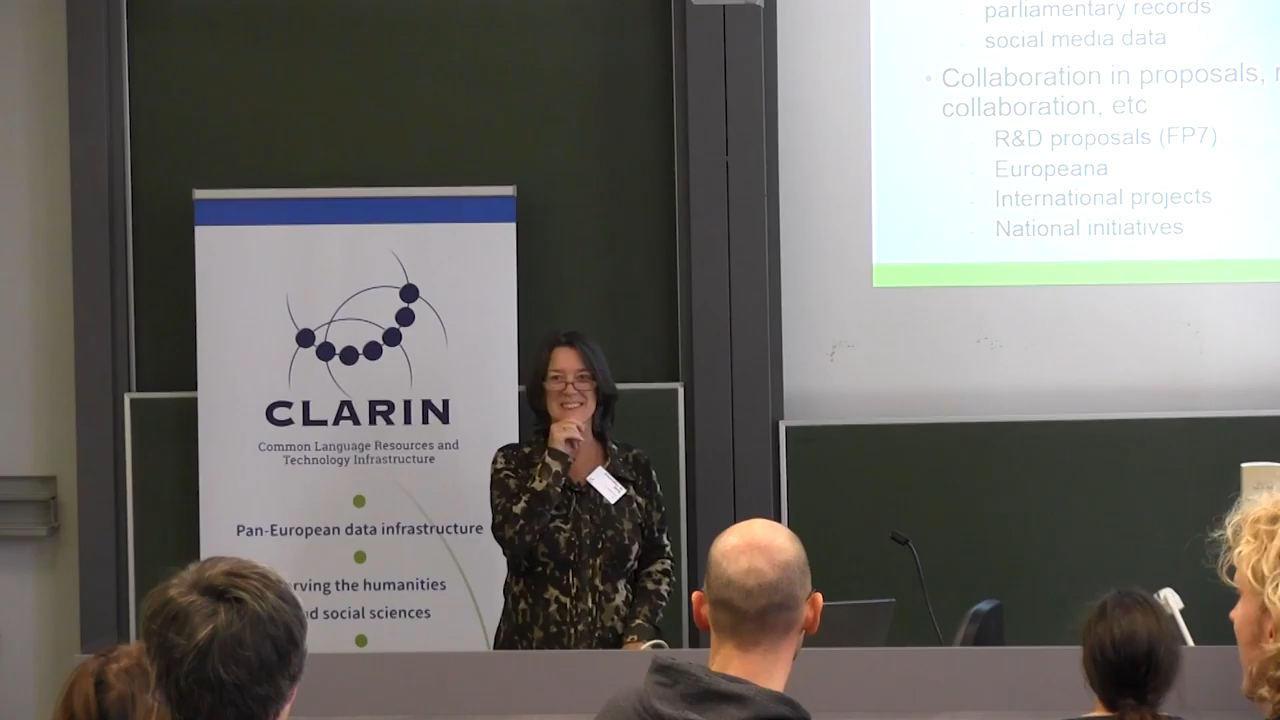 CLARIN
Common Language Resources and
Technology Infrastructure
Pan-European data infrastructure
rving the humanities
d social sciences
parliamentary records
social media data
Collaboration in proposals,
collaboration, etc
R&D proposals (FP7)
Europeana
International projects
National initiatives